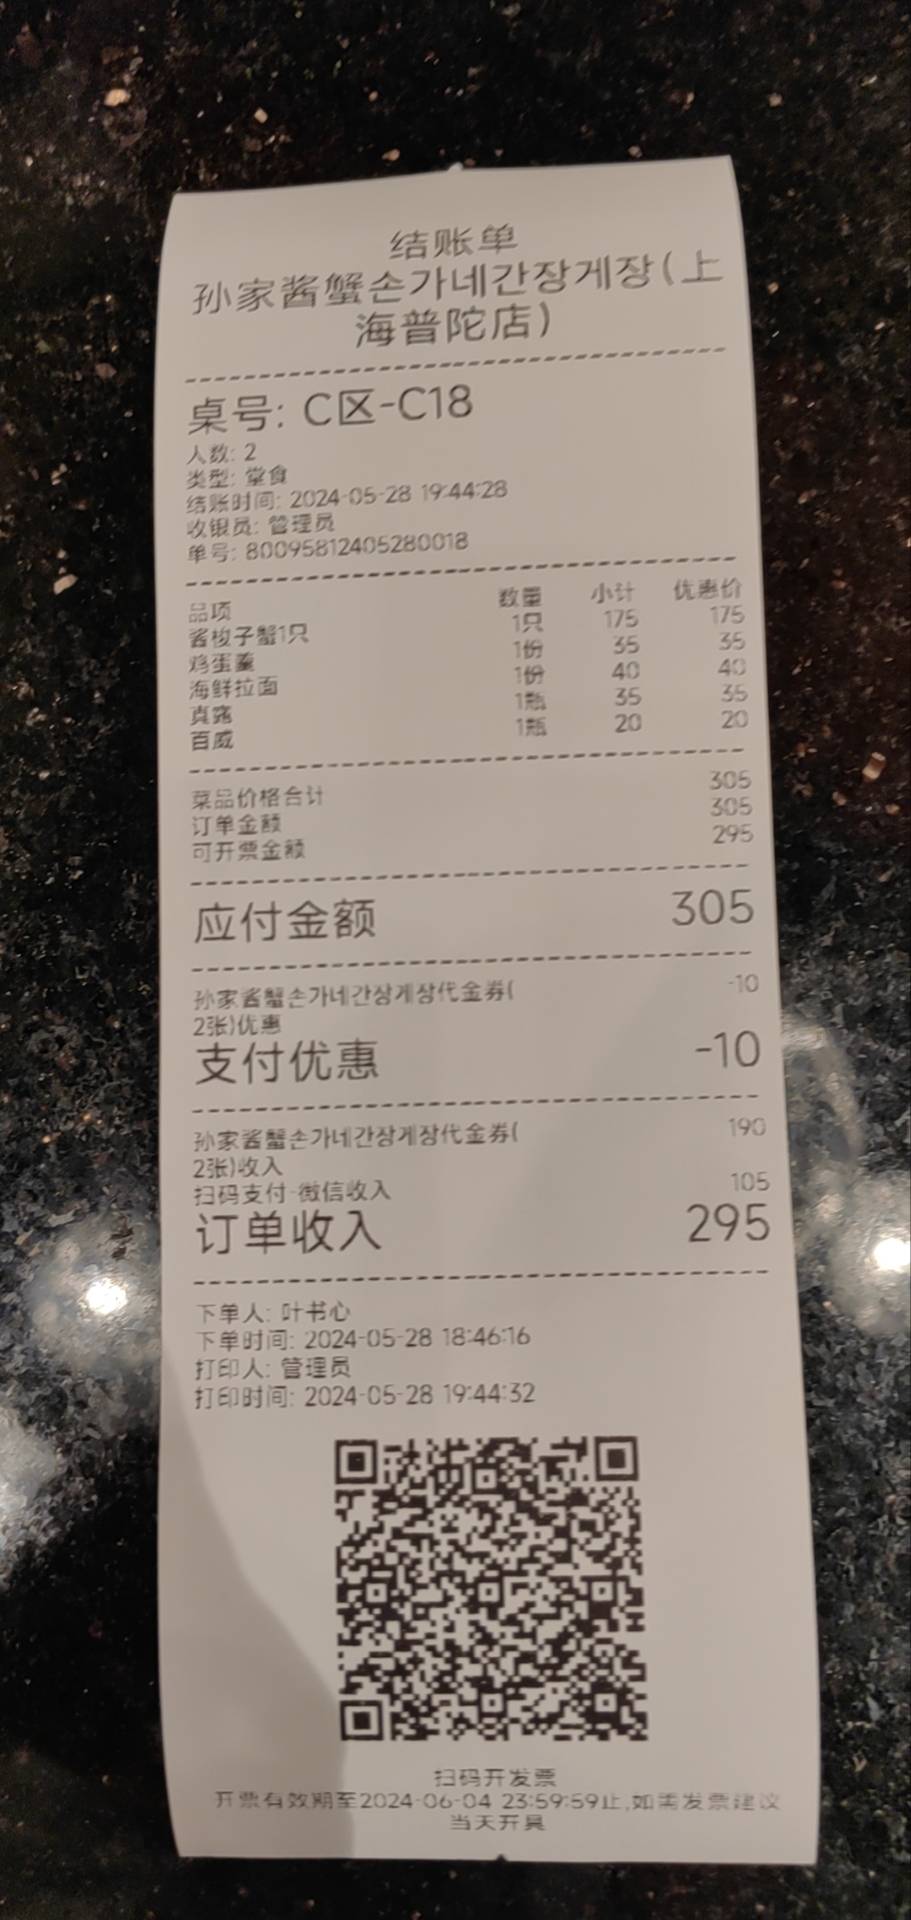 结账单
孙家酱蟹손가네간장게장(上
海普陀店)
桌号: C区-C18
人数: 2
类型: 堂食
结账时间: 2024-05-28 19:44:28
收银员: 管理员
单号: 80095812405280018
品项 数量 小计 优惠价
酱梭子蟹1只 1只 175 175
鸡蛋羹 1份 35 35
海鲜拉面 1份 40 40
真露 1瓶 35 35
百威 1瓶 20 20
菜品价格合计 305
订单金额 305
可开票金额 295
应付金额 305
孙家酱蟹손가네간장게장代金券( -10
2张)优惠
支付优惠 -10
孙家酱蟹손가네간장게장代金券( 190
2张)收入
扫码支付-微信收入 105
订单收入 295
下单人: 叶书心
下单时间: 2024-05-28 18:46:16
打印人: 管理员
打印时间: 2024-05-28 19:44:32
扫码开发票
开票有效期至2024-06-04 23:59:59止,如需发票建议
当天开具